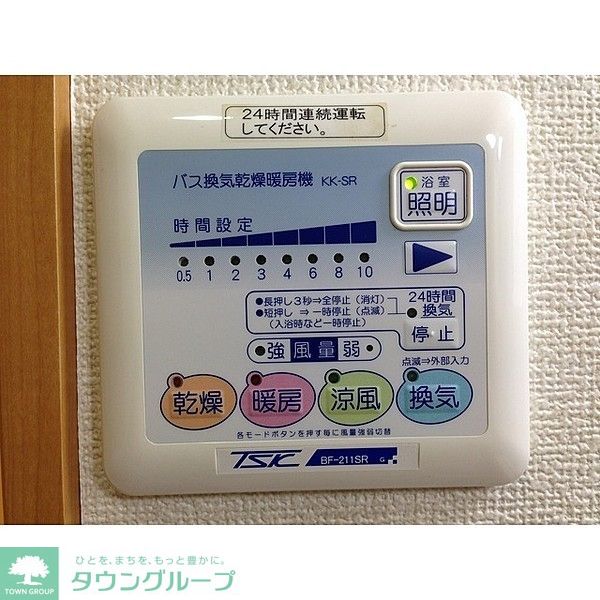 24時間連続運転
してください。
バス換気乾燥暖房機 KK-SR
浴室
照明
時間設定
0.5 1 2 3 4 6 8 10
●長押し3秒⇒全停止（消灯）
●短押し ⇒一時停止（点滅）
（入浴時など一時停止）
24時間
換気
停止
強 風量 弱
点滅⇒外部入力
乾燥 暖房 涼風 換気
各モードボタンを押す毎に風量強弱切替
TSK BF-211SR G
ひとを、まちを、もっと豊かに。
TOWN GROUP タウングループ